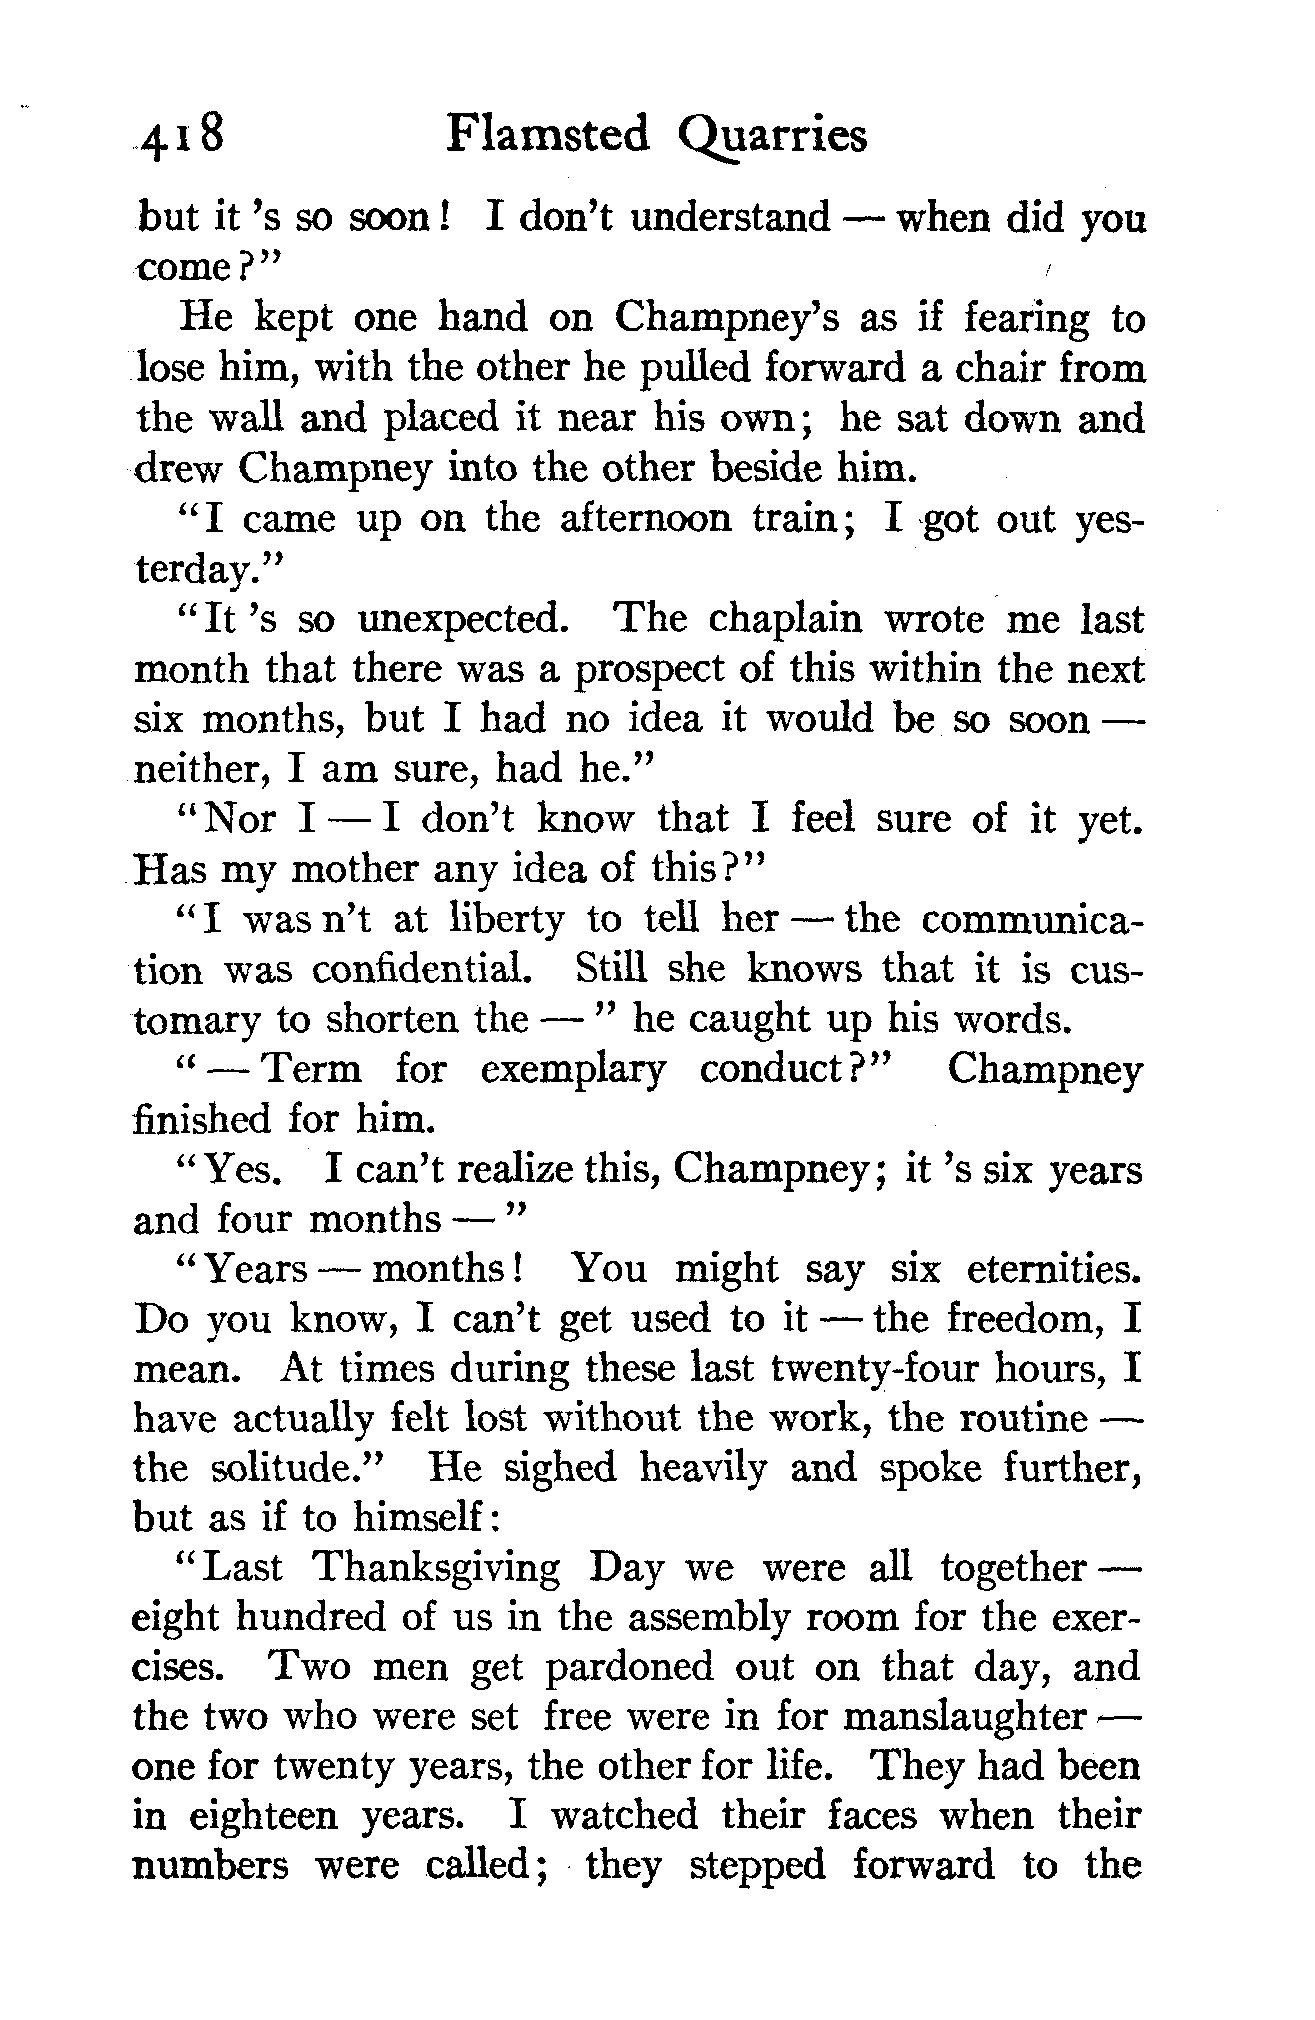 418 Flamsted Quarries
but it 's so soon! I don't understand — when did you
come?"
He kept one hand on Champney's as if fearing to
lose him, with the other he pulled forward a chair from
the wall and placed it near his own; he sat down and
drew Champney into the other beside him.
"I came up on the afternoon train; I got out yes-
terday."
"It 's so unexpected. The chaplain wrote me last
month that there was a prospect of this within the next
six months, but I had no idea it would be so soon —
neither, I am sure, had he."
"Nor I — I don't know that I feel sure of it yet.
Has my mother any idea of this?"
"I was n't at liberty to tell her — the communica-
tion was confidential. Still she knows that it is cus-
tomary to shorten the — " he caught up his words.
" — Term for exemplary conduct?" Champney
finished for him.
"Yes. I can't realize this, Champney; it 's six years
and four months — "
"Years — months! You might say six eternities.
Do you know, I can't get used to it — the freedom, I
mean. At times during these last twenty-four hours, I
have actually felt lost without the work, the routine —
the solitude." He sighed heavily and spoke further,
but as if to himself:
"Last Thanksgiving Day we were all together —
eight hundred of us in the assembly room for the exer-
cises. Two men get pardoned out on that day, and
the two who were set free were in for manslaughter —
one for twenty years, the other for life. They had been
in eighteen years. I watched their faces when their
numbers were called; they stepped forward to the